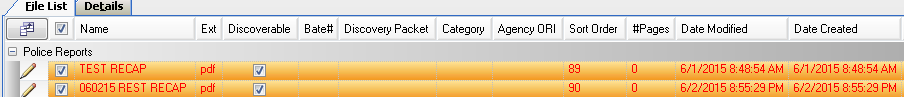 File List Details
Name Ext Discoverable Bate# Discovery Packet Category Agency ORI Sort Order #Pages Date Modified Date Created
Police Reports
TEST RECAP pdf 89 0 6/1/2015 8:48:54 AM 6/1/2015 8:48:54 AM
060215 REST RECAP pdf 90 0 6/2/2015 8:55:29 PM 6/2/2015 8:55:29 PM